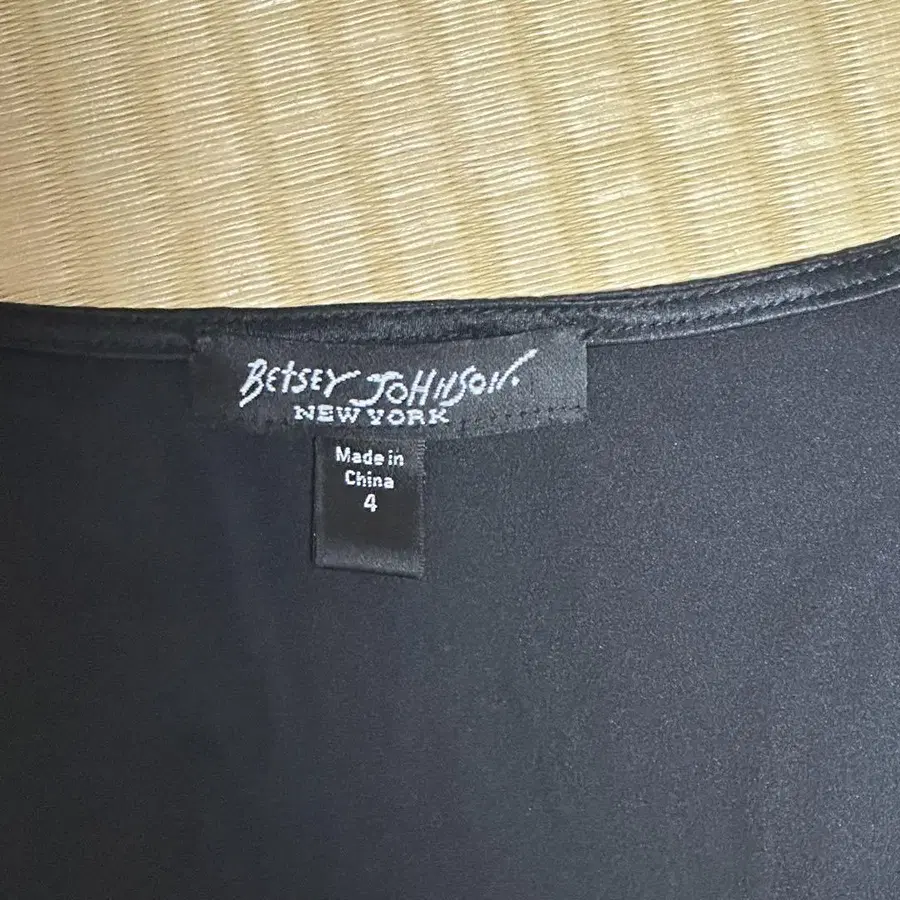 BETSEY JOHNSON.
NEW YORK
Made in
China
4